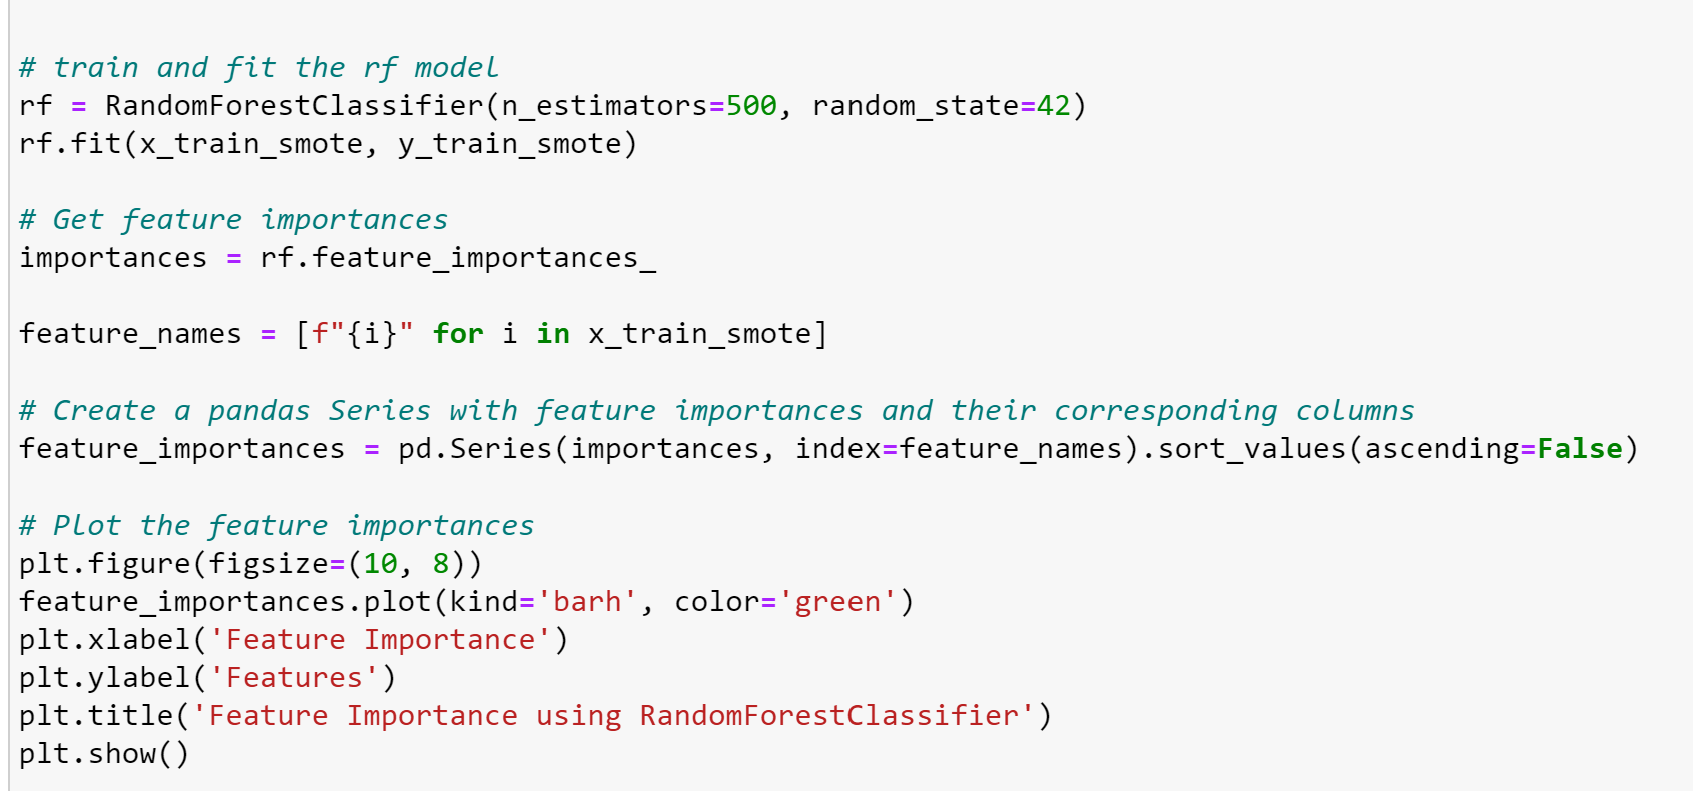 # train and fit the rf model
rf = RandomForestClassifier(n_estimators=500, random_state=42)
rf.fit(x_train_smote, y_train_smote)
# Get feature importances
importances = rf.feature_importances_
feature_names = [f"{i}" for i in x_train_smote]
# Create a pandas Series with feature importances and their corresponding columns
feature_importances = pd.Series(importances, index=feature_names).sort_values(ascending=False)
# Plot the feature importances
plt.figure(figsize=(10, 8))
feature_importances.plot(kind='barh', color='green')
plt.xlabel('Feature Importance')
plt.ylabel('Features')
plt.title('Feature Importance using RandomForestClassifier')
plt.show()